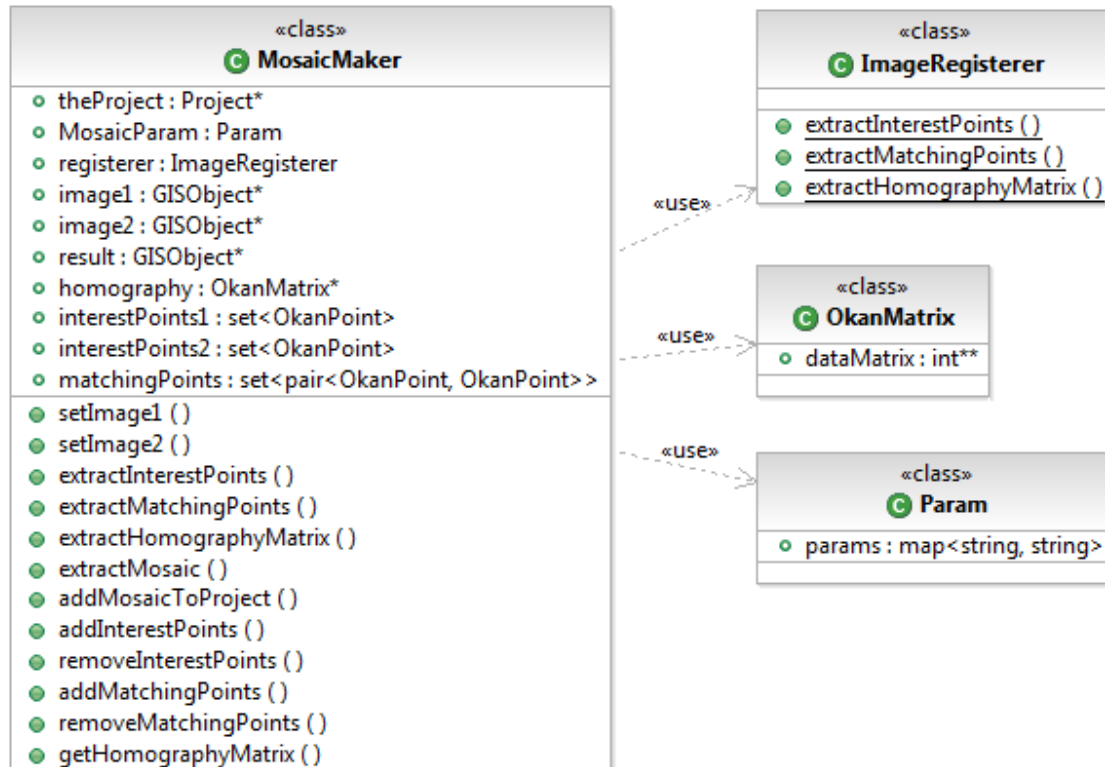 «class»
C MosaicMaker
theProject : Project*
MosaicParam : Param
registerer : ImageRegisterer
image1 : GISObject*
image2 : GISObject*
result : GISObject*
homography : OkanMatrix*
interestPoints1 : set<OkanPoint>
interestPoints2 : set<OkanPoint>
matchingPoints : set<pair<OkanPoint, OkanPoint>>
setImage1 ( )
setImage2 ( )
extractInterestPoints ( )
extractMatchingPoints ( )
extractHomographyMatrix ( )
extractMosaic ( )
addMosaicToProject ( )
addInterestPoints ( )
removeInterestPoints ( )
addMatchingPoints ( )
removeMatchingPoints ( )
getHomographyMatrix ( )
«use»
«class»
C ImageRegisterer
extractInterestPoints ( )
extractMatchingPoints ( )
extractHomographyMatrix ( )
«use»
«class»
C OkanMatrix
dataMatrix : int**
«use»
«class»
C Param
params : map<string, string>